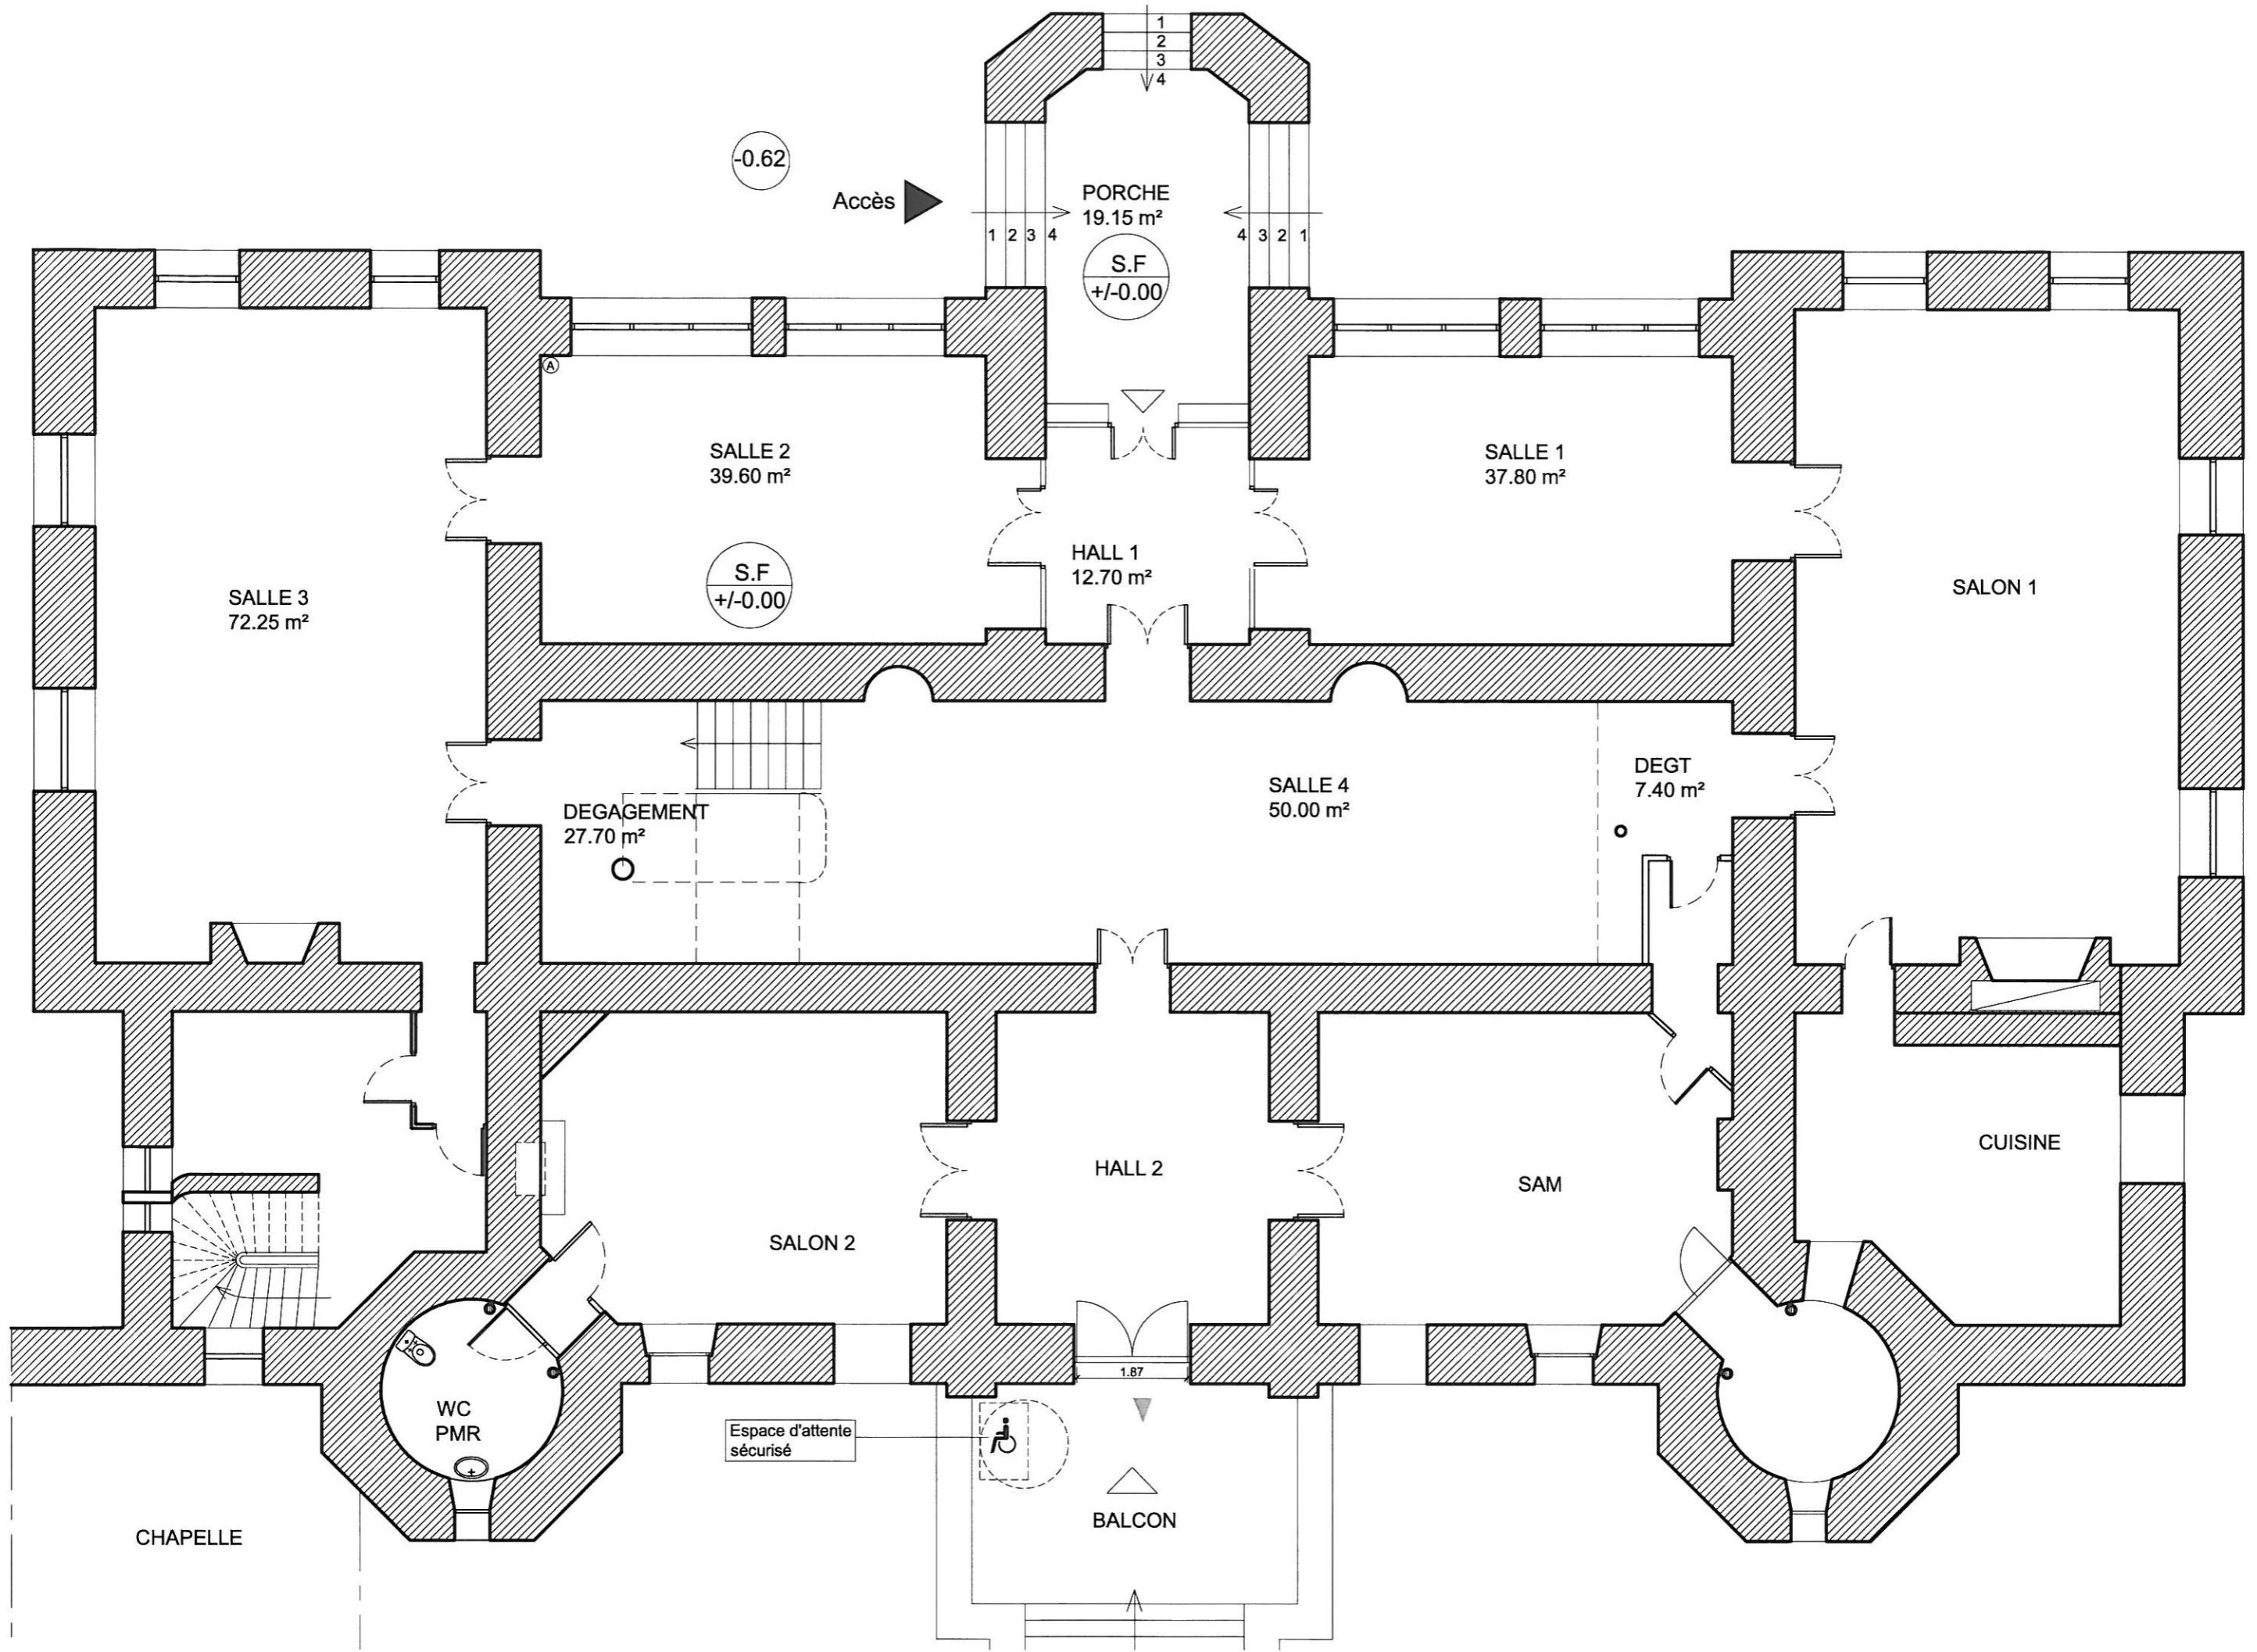 1
2
3
4
-0.62
Accès
PORCHE
19.15 m²
1 2 3 4
4 3 2 1
S.F
+/-0.00
A
SALLE 2
39.60 m²
SALLE 1
37.80 m²
HALL 1
12.70 m²
S.F
+/-0.00
SALLE 3
72.25 m²
SALON 1
DEGAGEMENT
27.70 m²
SALLE 4
50.00 m²
DEGT
7.40 m²
HALL 2
SALON 2
SAM
CUISINE
1.87
WC
PMR
Espace d'attente
sécurisé
BALCON
CHAPELLE